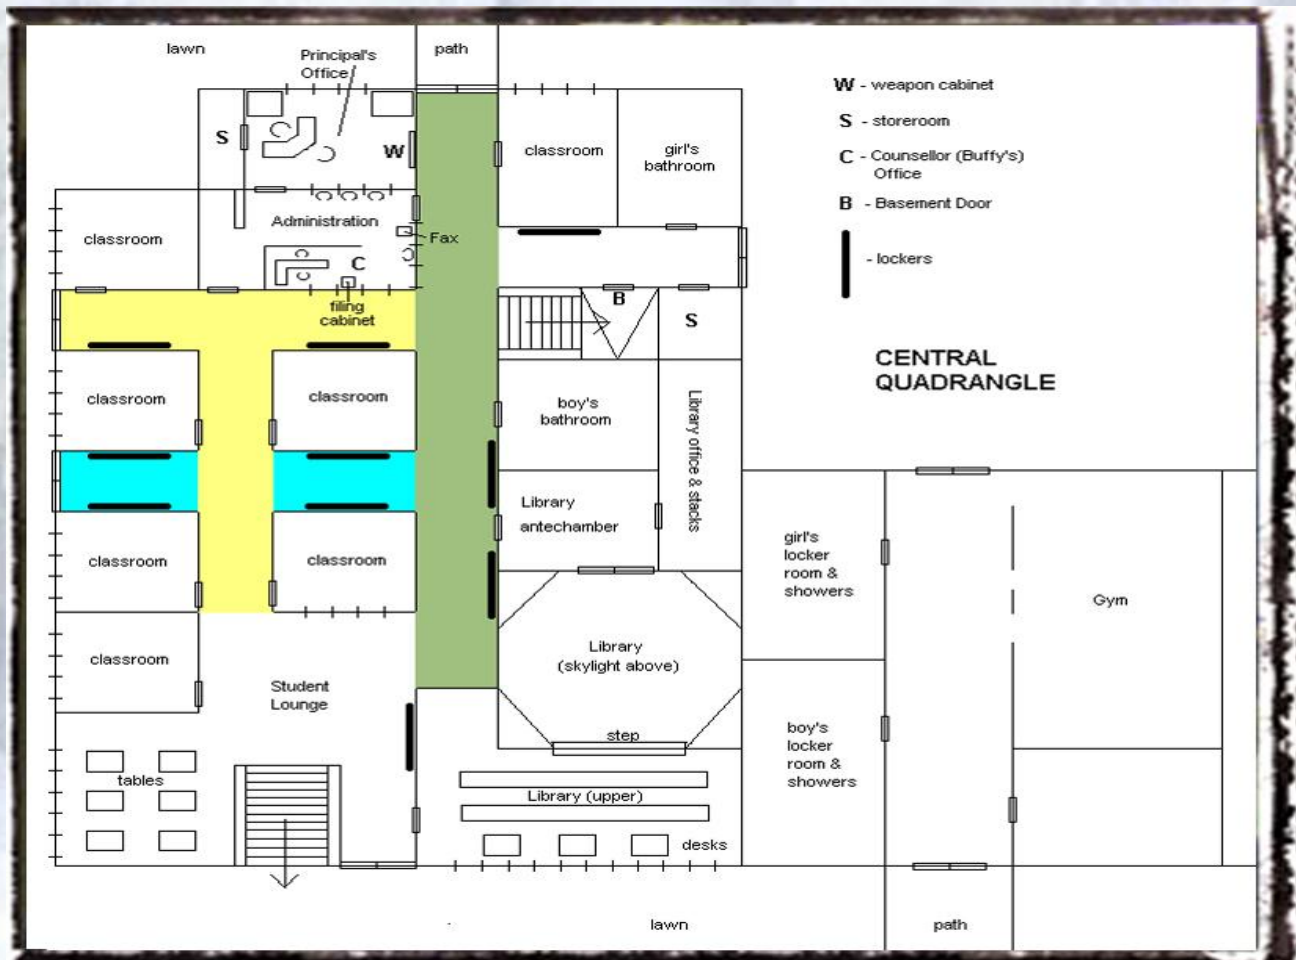 lawn
path
Principal's
Office
W - weapon cabinet
S - storeroom
C - Counsellor (Buffy's)
Office
B - Basement Door
- lockers
S
W
classroom
girl's
bathroom
classroom
Administration
Fax
C
filing
cabinet
B
S
CENTRAL
QUADRANGLE
classroom
classroom
boy's
bathroom
Library office & stacks
Library
antechamber
classroom
classroom
girl's
locker
room &
showers
Gym
classroom
Student
Lounge
Library
(skylight above)
step
boy's
locker
room &
showers
tables
Library (upper)
desks
lawn
path